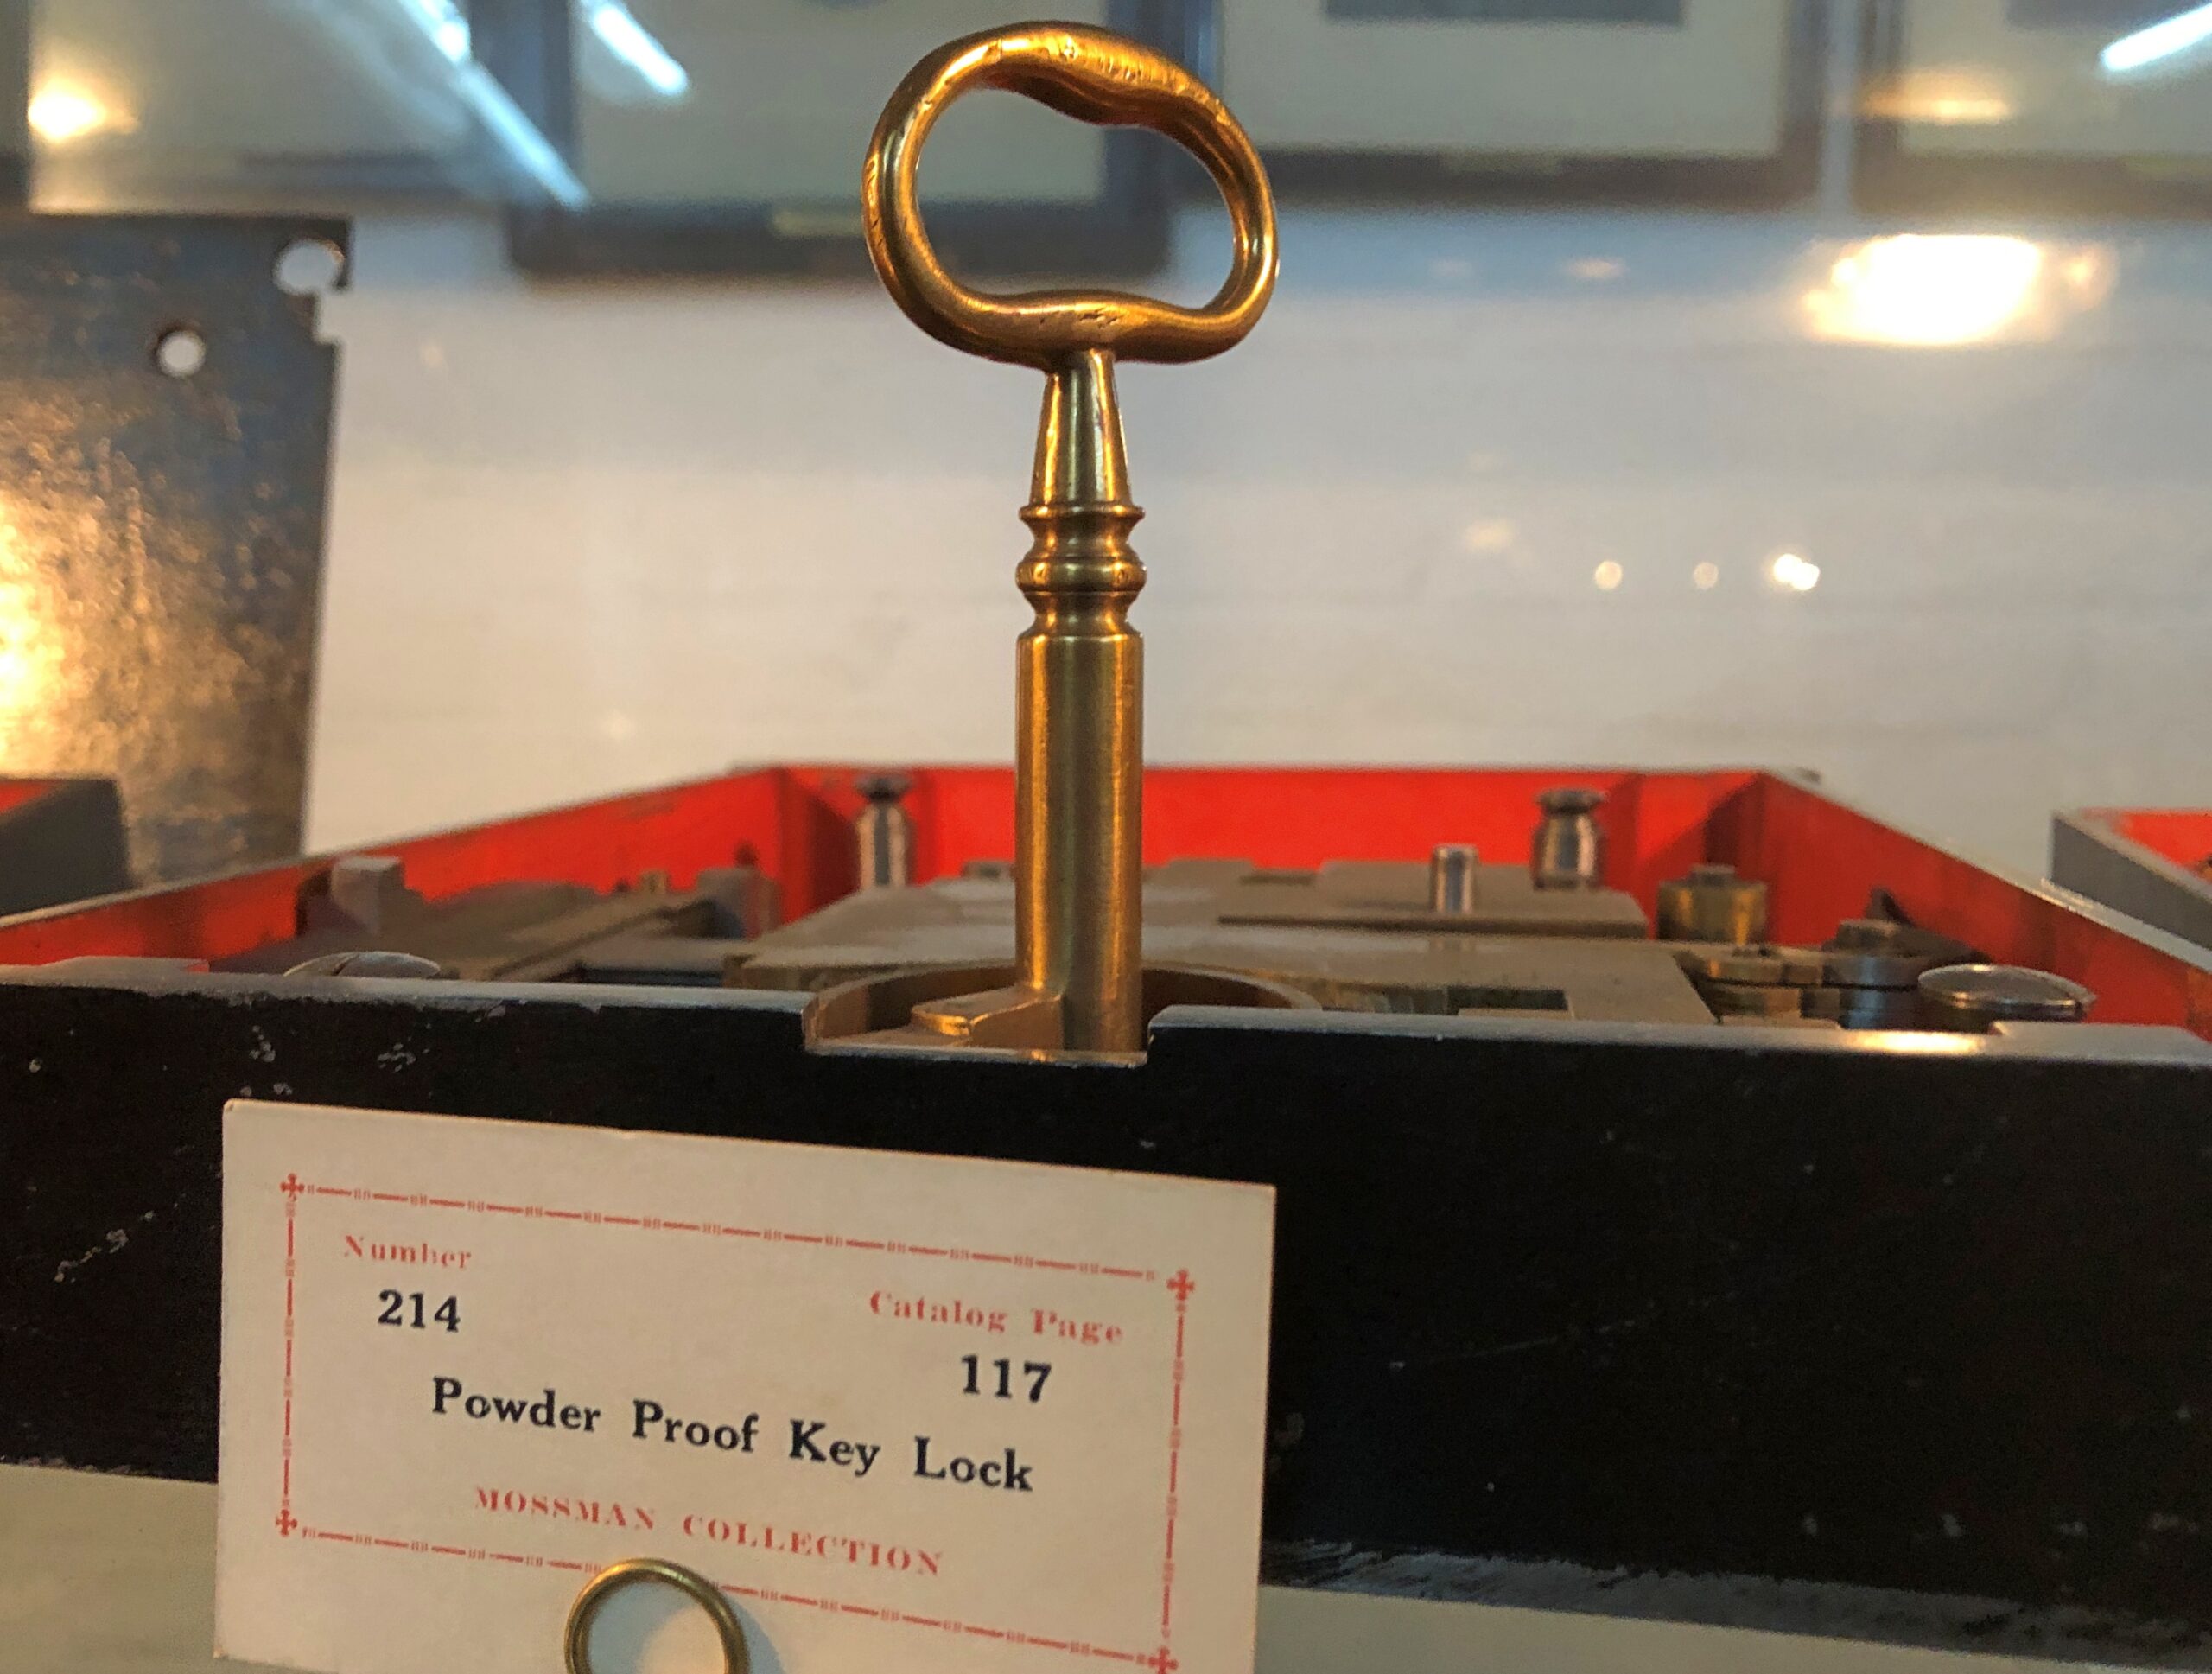 Number
Catalog Page
214
117
Powder Proof Key Lock
MOSSMAN COLLECTION